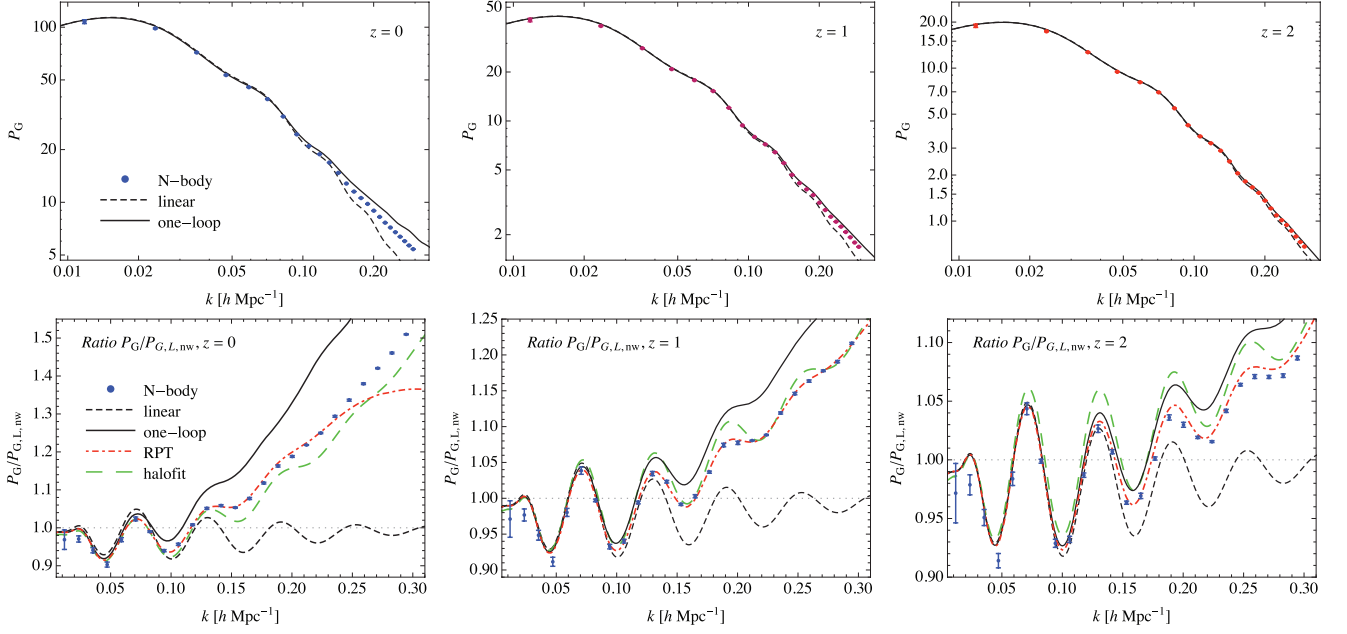 100
50
20
10
5
P_G
z = 0
N−body
linear
one−loop
0.01 0.02 0.05 0.10 0.20
k [h Mpc⁻¹]
50
20
10
5
2
P_G
z = 1
0.01 0.02 0.05 0.10 0.20
k [h Mpc⁻¹]
20.0
15.0
10.0
7.0
5.0
3.0
2.0
1.5
1.0
P_G
z = 2
0.01 0.02 0.05 0.10 0.20
k [h Mpc⁻¹]
1.5
1.4
1.3
1.2
1.1
1.0
0.9
P_G/P_{G,L,nw}
Ratio P_G/P_{G,L,nw}, z = 0
N−body
linear
one−loop
RPT
halofit
0.05 0.10 0.15 0.20 0.25 0.30
k [h Mpc⁻¹]
1.25
1.20
1.15
1.10
1.05
1.00
0.95
0.90
P_G/P_{G,L,nw}
Ratio P_G/P_{G,L,nw}, z = 1
0.05 0.10 0.15 0.20 0.25 0.30
k [h Mpc⁻¹]
1.10
1.05
1.00
0.95
0.90
P_G/P_{G,L,nw}
Ratio P_G/P_{G,L,nw}, z = 2
0.05 0.10 0.15 0.20 0.25 0.30
k [h Mpc⁻¹]